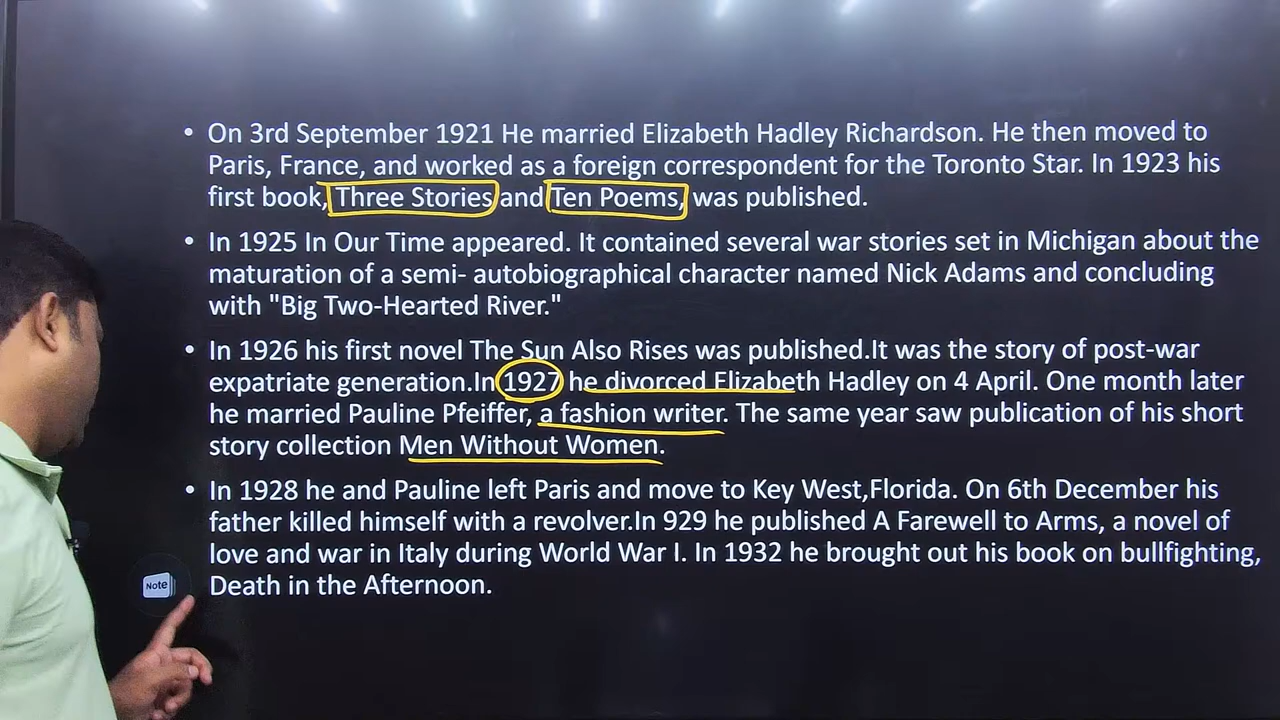 • On 3rd September 1921 He married Elizabeth Hadley Richardson. He then moved to
Paris, France, and worked as a foreign correspondent for the Toronto Star. In 1923 his
first book, Three Stories and Ten Poems, was published.
• In 1925 In Our Time appeared. It contained several war stories set in Michigan about the
maturation of a semi- autobiographical character named Nick Adams and concluding
with "Big Two-Hearted River."
• In 1926 his first novel The Sun Also Rises was published.It was the story of post-war
expatriate generation.In 1927 he divorced Elizabeth Hadley on 4 April. One month later
he married Pauline Pfeiffer, a fashion writer. The same year saw publication of his short
story collection Men Without Women.
• In 1928 he and Pauline left Paris and move to Key West,Florida. On 6th December his
father killed himself with a revolver.In 929 he published A Farewell to Arms, a novel of
love and war in Italy during World War I. In 1932 he brought out his book on bullfighting,
Death in the Afternoon.
Note